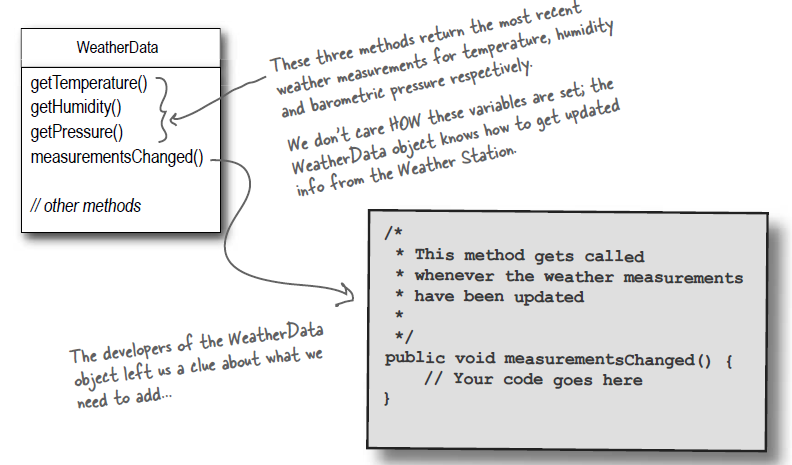 WeatherData
getTemperature()
getHumidity()
getPressure()
measurementsChanged()
// other methods
These three methods return the most recent
weather measurements for temperature, humidity
and barometric pressure respectively.
We don't care HOW these variables are set; the
WeatherData object knows how to get updated
info from the Weather Station.
The developers of the WeatherData
object left us a clue about what we
need to add...
/*
 * This method gets called
 * whenever the weather measurements
 * have been updated
 *
 */
public void measurementsChanged() {
    // Your code goes here
}